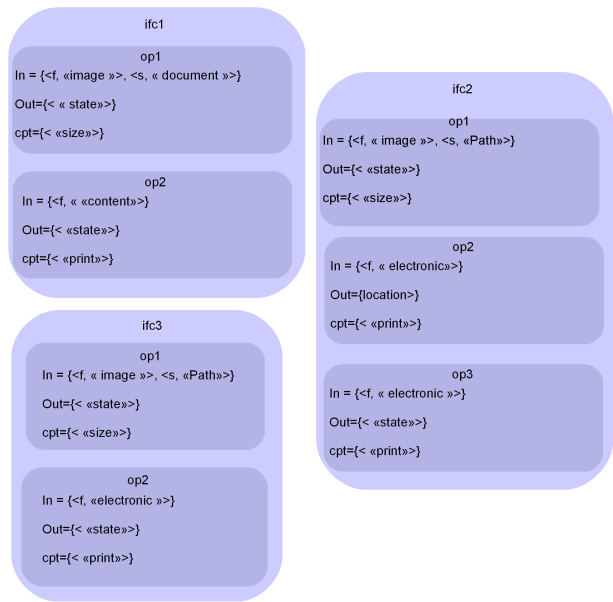 ifc1
op1
In = {<f, «image »>, <s, « document »>}
Out={< « state»>}
cpt={< «size»>}
op2
In = {<f, « «content»>}
Out={< «state»>}
cpt={< «print»>}
ifc2
op1
In = {<f, « image »>, <s, «Path»>}
Out={< «state»>}
cpt={< «size»>}
op2
In = {<f, « electronic»>}
Out={location>}
cpt={< «print»>}
op3
In = {<f, « electronic »>}
Out={< «state»>}
cpt={< «print»>}
ifc3
op1
In = {<f, « image »>, <s, «Path»>}
Out={< «state»>}
cpt={< «size»>}
op2
In = {<f, «electronic »>}
Out={< «state»>}
cpt={< «print»>}